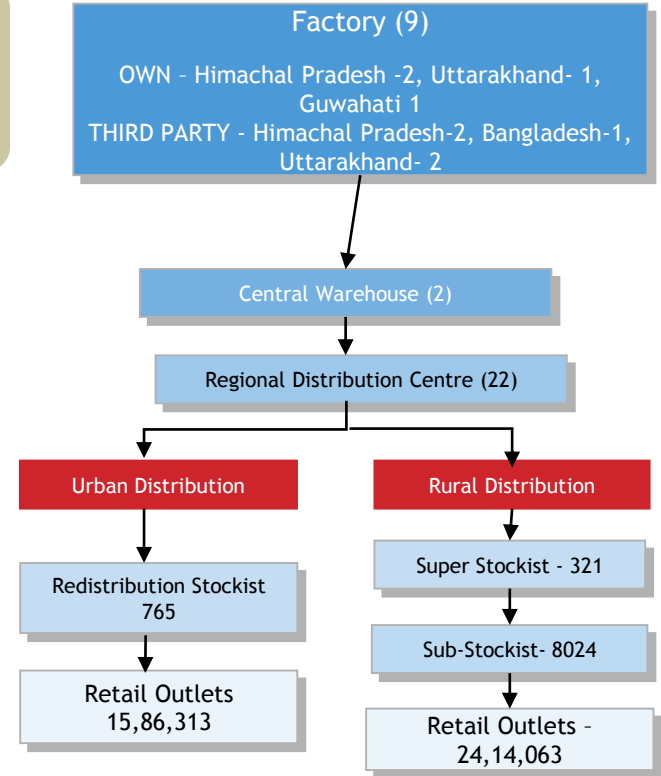 Factory (9)
OWN – Himachal Pradesh -2, Uttarakhand- 1,
Guwahati 1
THIRD PARTY - Himachal Pradesh-2, Bangladesh-1,
Uttarakhand- 2
Central Warehouse (2)
Regional Distribution Centre (22)
Urban Distribution
Redistribution Stockist
765
Retail Outlets
15,86,313
Rural Distribution
Super Stockist - 321
Sub-Stockist- 8024
Retail Outlets –
24,14,063